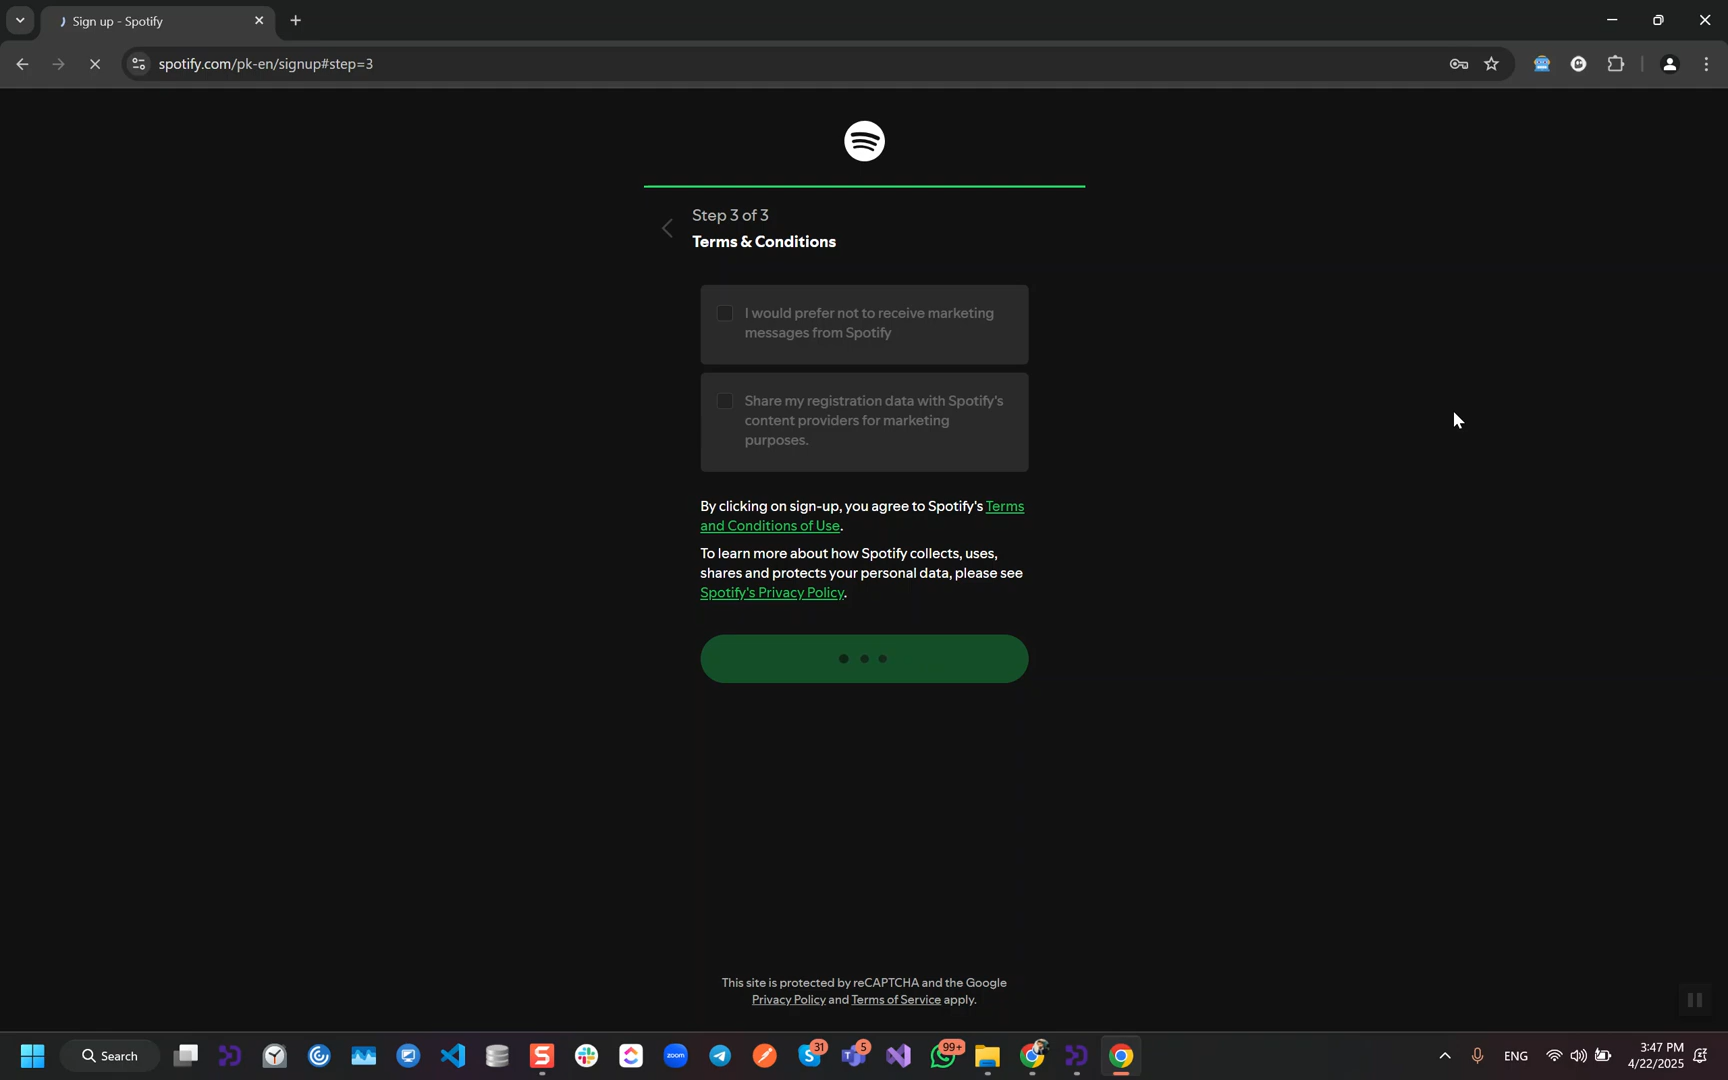 Sign up - Spotify
spotify.com/pk-en/signup#step=3
Step 3 of 3
Terms & Conditions
I would prefer not to receive marketing
messages from Spotify
Share my registration data with Spotify's
content providers for marketing
purposes.
By clicking on sign-up, you agree to Spotify's Terms
and Conditions of Use.
To learn more about how Spotify collects, uses,
shares and protects your personal data, please see
Spotify's Privacy Policy.
This site is protected by reCAPTCHA and the Google
Privacy Policy and Terms of Service apply.
Search
zoom
31
5
99+
ENG
3:47 PM
4/22/2025